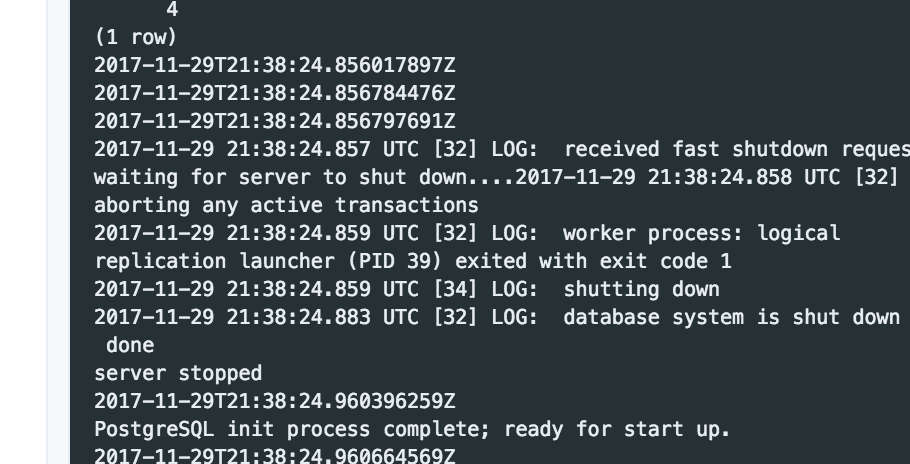 4
(1 row)
2017-11-29T21:38:24.856017897Z
2017-11-29T21:38:24.856784476Z
2017-11-29T21:38:24.856797691Z
2017-11-29 21:38:24.857 UTC [32] LOG:  received fast shutdown reques
waiting for server to shut down....2017-11-29 21:38:24.858 UTC [32]
aborting any active transactions
2017-11-29 21:38:24.859 UTC [32] LOG:  worker process: logical
replication launcher (PID 39) exited with exit code 1
2017-11-29 21:38:24.859 UTC [34] LOG:  shutting down
2017-11-29 21:38:24.883 UTC [32] LOG:  database system is shut down
done
server stopped
2017-11-29T21:38:24.960396259Z
PostgreSQL init process complete; ready for start up.
2017-11-29T21:38:24.960664569Z